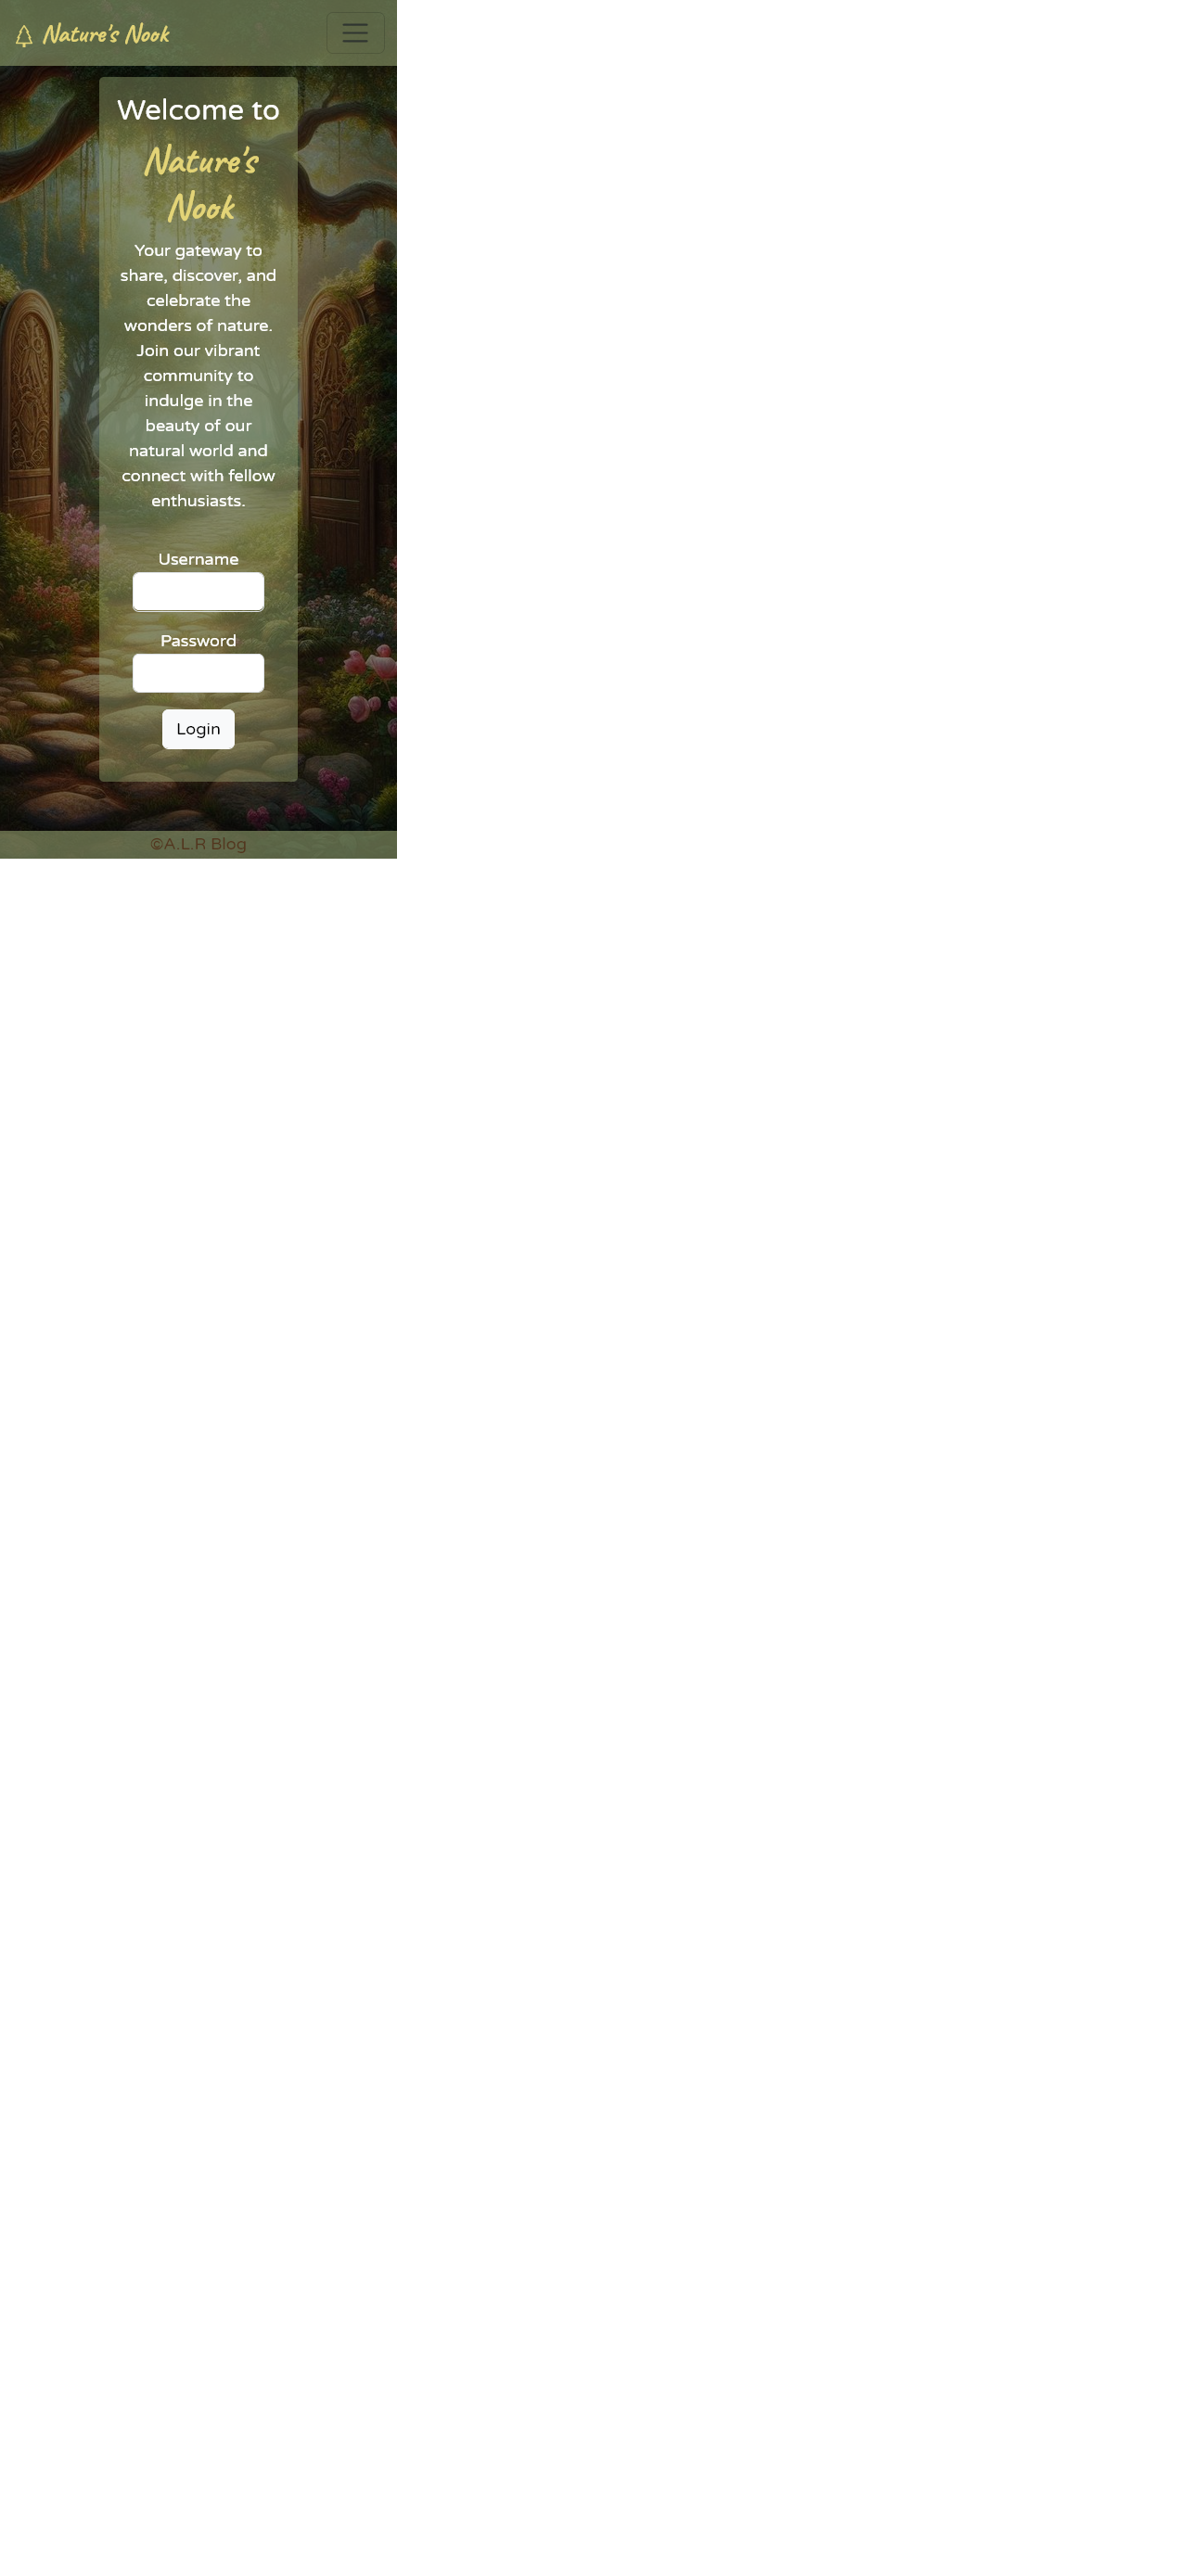 Nature's Nook
Welcome to
Nature's
Nook
Your gateway to
share, discover, and
celebrate the
wonders of nature.
Join our vibrant
community to
indulge in the
beauty of our
natural world and
connect with fellow
enthusiasts.
Username
Password
Login
©A.L.R Blog